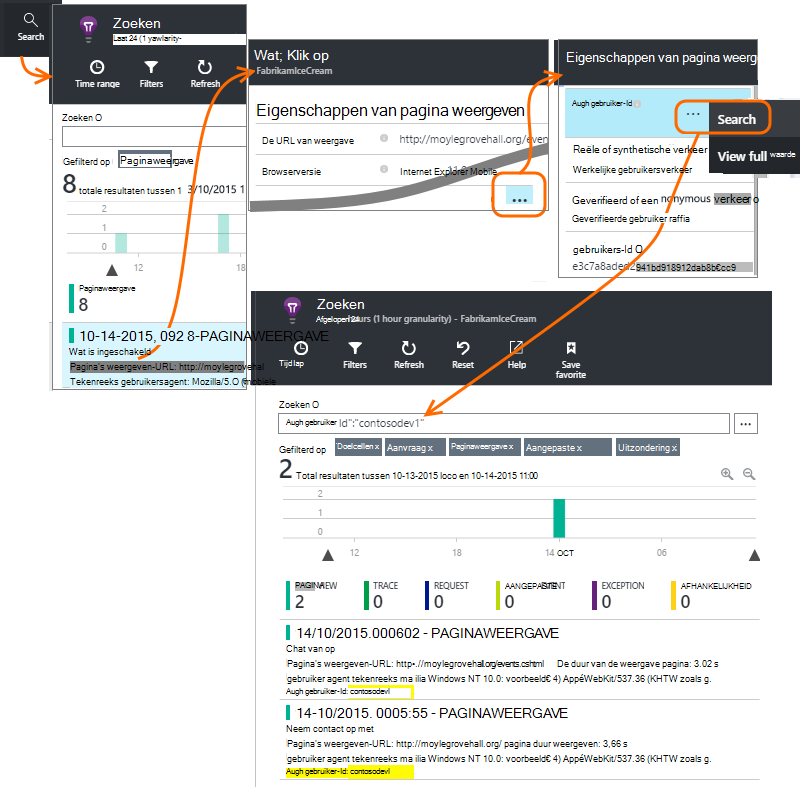 Search
Zoeken
Laat 24 (1 yawlarity-
Time range
Filters
Refresh
Zoeken O
Gefilterd op
Paginaweergave
8 totale resultaten tussen 1 3/10/2015 1
2
1
0
12
18
Paginaweergave
8
10-14-2015, 092 8-PAGINAWEERGAVE
Wat is ingeschakeld
Pagina's weergeven-URL: http://moylegrovehal
Tekenreeks gebruikersagent: Mozilla/5.O (mobiele
Wat; Klik op
FabrikamIceCream
Eigenschappen van pagina weergeven
De URL van weergave
http://moylegrovehall.org/even
Browserversie
Internet Explorer Mobile
...
Eigenschappen van pagina weerge
Augh gebruiker-Id
...
Search
View full waarde
Reële of synthetische verkeer
Werkelijke gebruikersverkeer
Geverifieerd of een nonymous verkeer o
Geverifieerde gebruiker raffia
gebruikers-Id O
e3c7a8aded2941bd918912dab8b€cc9
Zoeken
Afgelopen 24 hours (1 hour granularity) - FabrikamIceCream
Tijdlap
Filters
Refresh
Reset
Help
Save
favorite
Zoeken O
Augh gebruiker Id":"contosodev1"
...
Gefilterd op
Doelcellen x
Aanvraag x
Paginaweergave x
Aangepaste x
Uitzondering x
2 Total resultaten tussen 10-13-2015 loco en 10-14-2015 11:00
2
1
0
12
18
14 OCT
06
PAGINAVIEW
2
TRACE
0
REQUEST
0
AANGEPASTE EVENT
0
EXCEPTION
0
AFHANKELIJKHEID
0
14/10/2015.000602 - PAGINAWEERGAVE
Chat van op
Pagina's weergeven-URL: http•.//moylegrovehall.org/events.cshtml De duur van de weergave pagina: 3.02 s
gebruiker agent tekenreeks ma ilia Windows NT 10.0: voorbeeld€ 4) AppéWebKit/537.36 (KHTW zoals g.
Augh gebruiker-Id: contosodevl
14-10/2015. 0005:55 - PAGINAWEERGAVE
Neem contact op met
Pagina's weergeven-URL: http://moylegrovehall.org/ pagina duur weergeven: 3,66 s
gebruiker agent tekenreeks ma ilia Windows NT 10.0: voorbeeld€ 4) AppéWebKit/537.36 (KHTW zoals g.
Augh gebruiker-Id: contosodevl